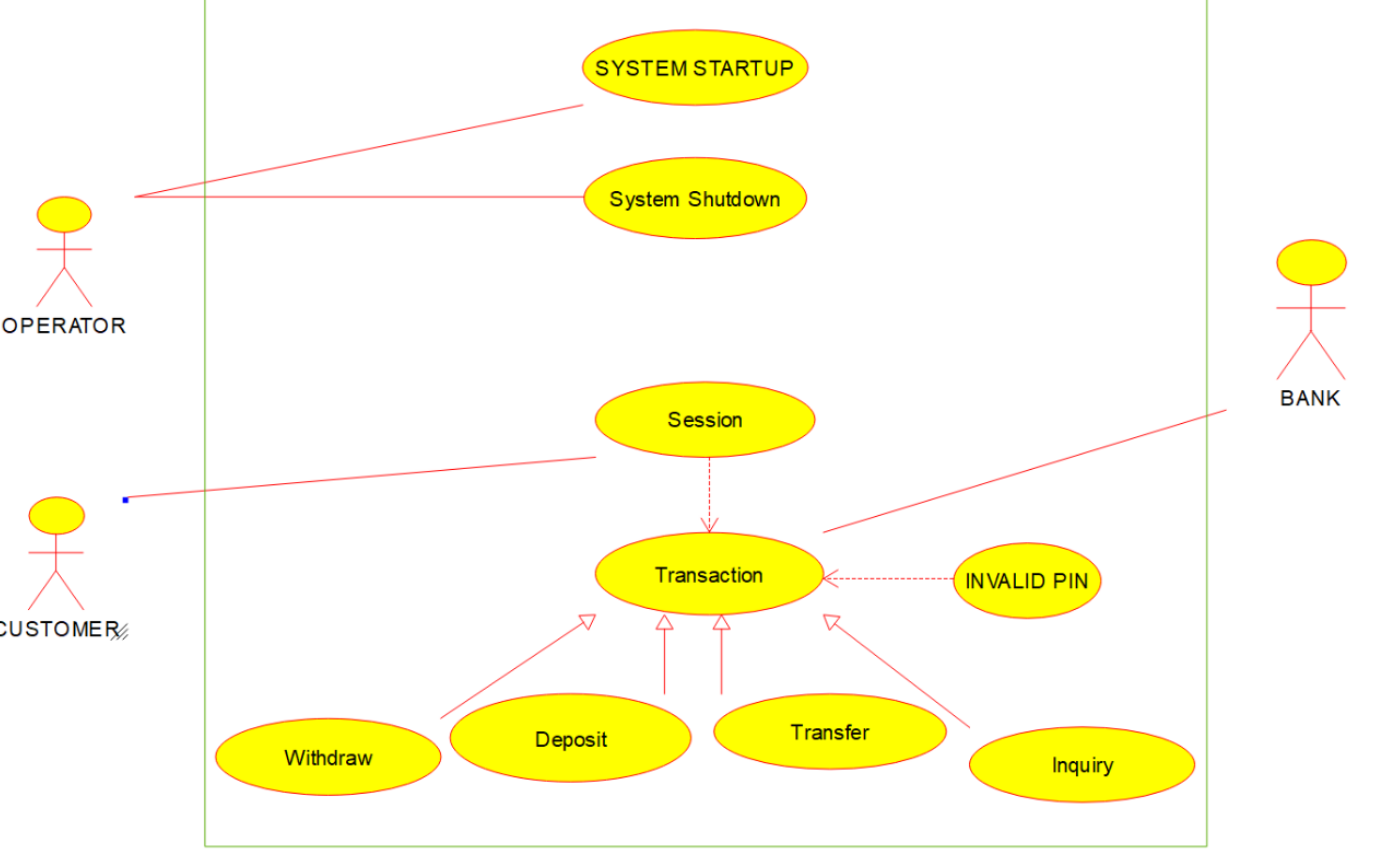 SYSTEM STARTUP
System Shutdown
OPERATOR
BANK
Session
Transaction
INVALID PIN
CUSTOMER
Withdraw
Deposit
Transfer
Inquiry